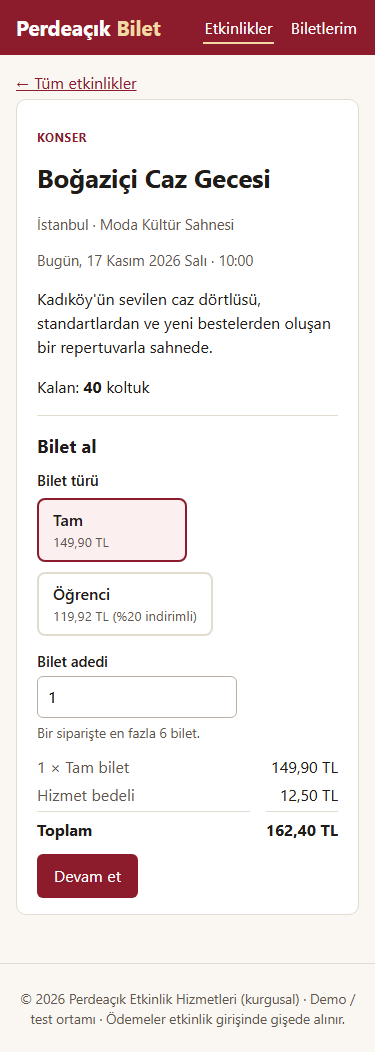 Perdeaçık Bilet
Etkinlikler
Biletlerim
← Tüm etkinlikler
KONSER
Boğaziçi Caz Gecesi
İstanbul · Moda Kültür Sahnesi
Bugün, 17 Kasım 2026 Salı · 10:00
Kadıköy'ün sevilen caz dörtlüsü,
standartlardan ve yeni bestelerden oluşan
bir repertuvarla sahnede.
Kalan: 40 koltuk
Bilet al
Bilet türü
Tam
149,90 TL
Öğrenci
119,92 TL (%20 indirimli)
Bilet adedi
1
Bir siparişte en fazla 6 bilet.
1 × Tam bilet 149,90 TL
Hizmet bedeli 12,50 TL
Toplam 162,40 TL
Devam et
© 2026 Perdeaçık Etkinlik Hizmetleri (kurgusal) · Demo /
test ortamı · Ödemeler etkinlik girişinde gişede alınır.